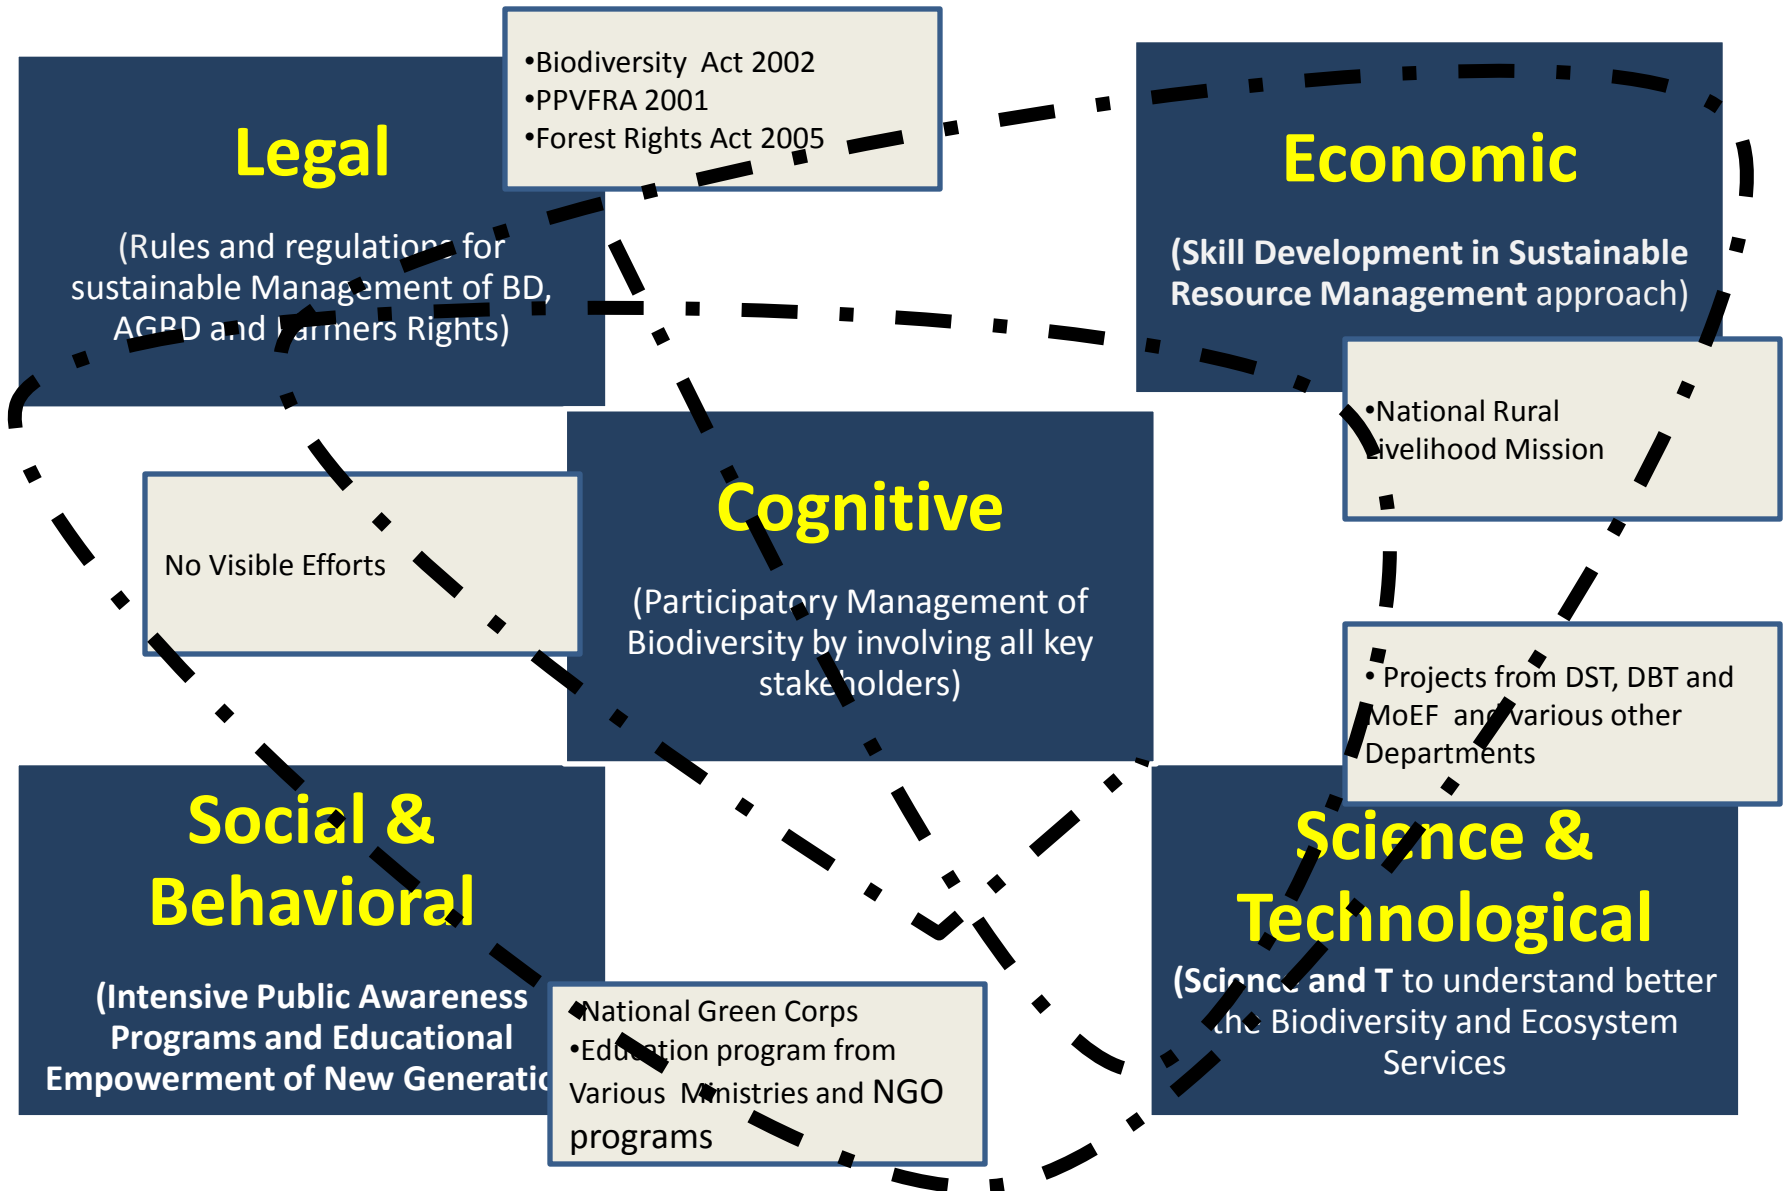 Legal
(Rules and regulations for
sustainable Management of BD,
AGBD and Farmers Rights)
•Biodiversity Act 2002
•PPVFRA 2001
•Forest Rights Act 2005
Economic
(Skill Development in Sustainable
Resource Management approach)
•National Rural
Livelihood Mission
No Visible Efforts
Cognitive
(Participatory Management of
Biodiversity by involving all key
stakeholders)
Social &
Behavioral
(Intensive Public Awareness
Programs and Educational
Empowerment of New Generatio
•National Green Corps
•Education program from
Various Ministries and NGO
programs
• Projects from DST, DBT and
MoEF and various other
Departments
Science &
Technological
(Science and T to understand better
the Biodiversity and Ecosystem
Services